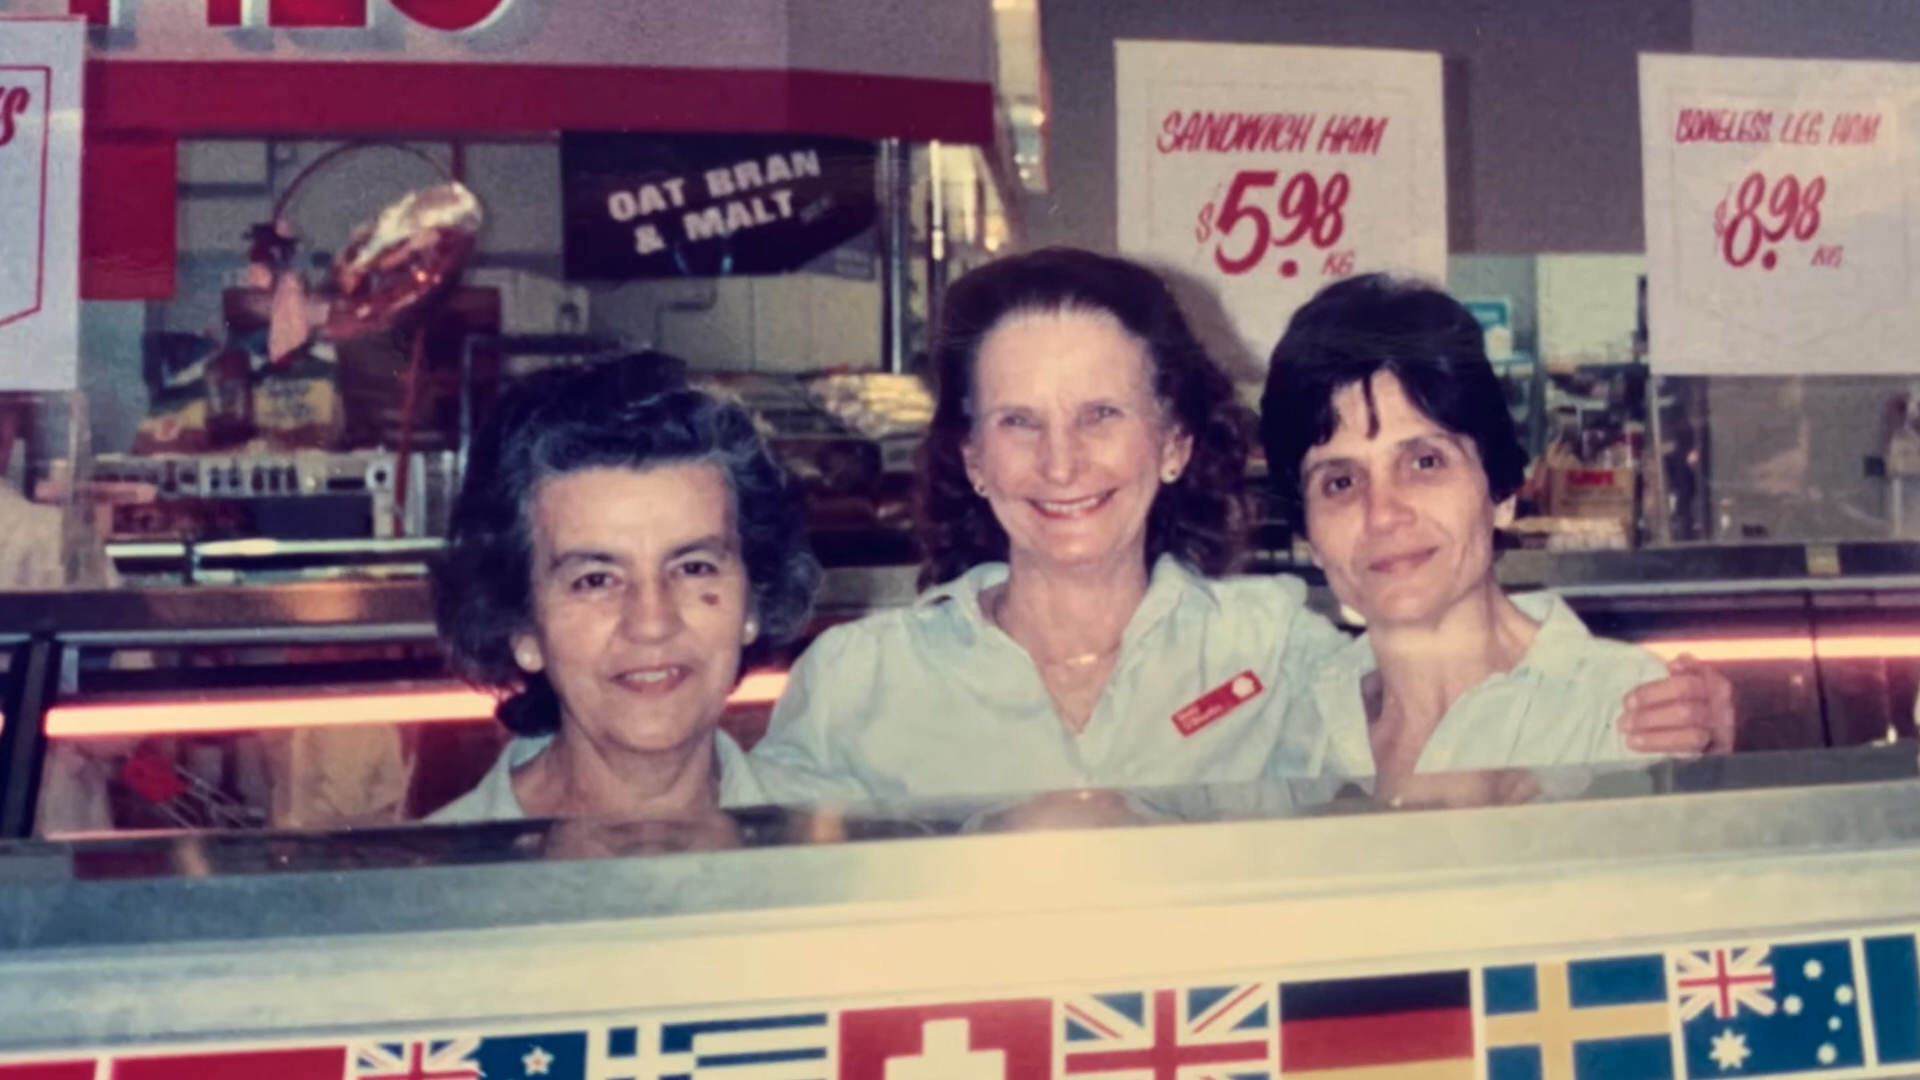 OAT BRAN
& MALT
SANDWICH HAM
$5.98
KG
BONELESS LEG HAM
$8.98
KG